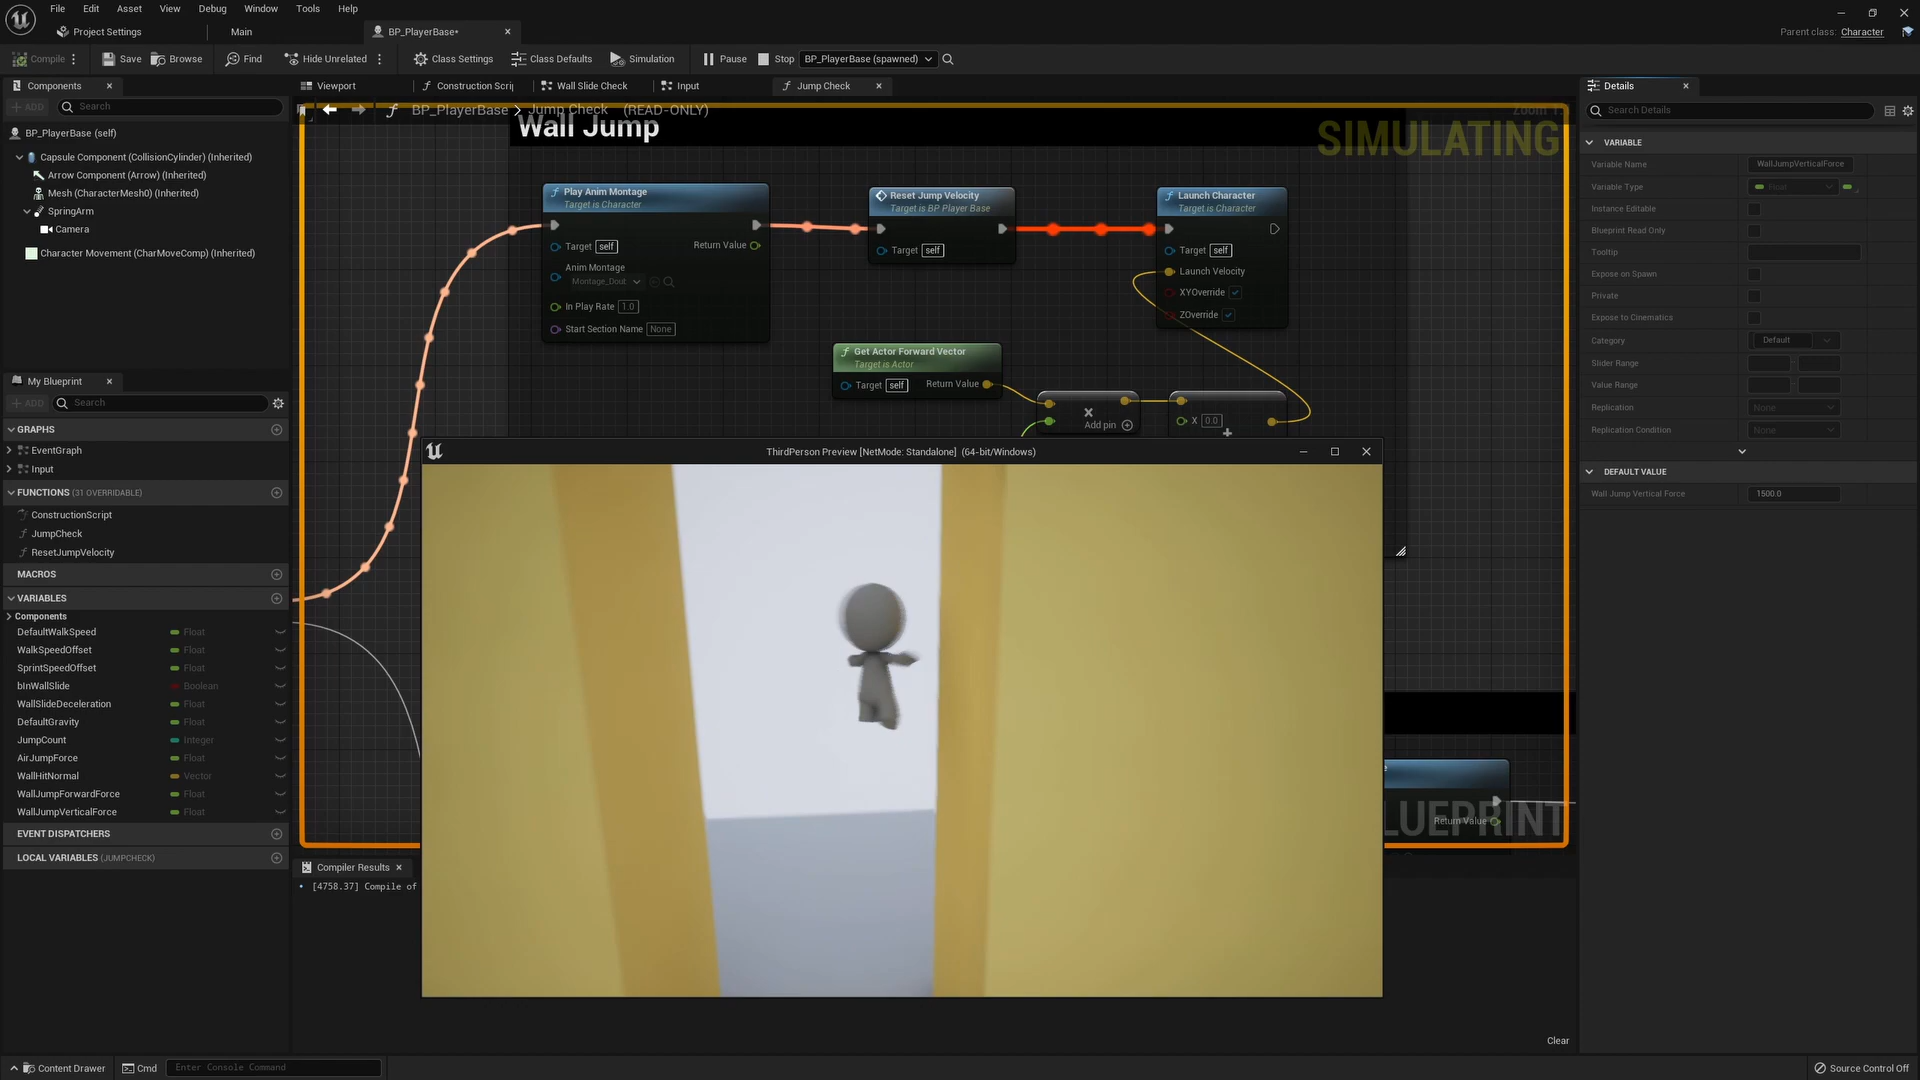 File Edit Asset View Debug Window Tools Help
Project Settings Main BP_PlayerBase*
Parent class: Character
Compile Save Browse Find Hide Unrelated Class Settings Class Defaults Simulation Pause Stop BP_PlayerBase (spawned)
Components
ADD Search
BP_PlayerBase (self)
Capsule Component (CollisionCylinder) (Inherited)
Arrow Component (Arrow) (Inherited)
Mesh (CharacterMesh0) (Inherited)
SpringArm
Camera
Character Movement (CharMoveComp) (Inherited)
My Blueprint
ADD Search
GRAPHS
EventGraph
Input
FUNCTIONS (31 OVERRIDABLE)
ConstructionScript
JumpCheck
ResetJumpVelocity
MACROS
VARIABLES
Components
DefaultWalkSpeed Float
WalkSpeedOffset Float
SprintSpeedOffset Float
bInWallSlide Boolean
WallSlideDeceleration Float
DefaultGravity Float
JumpCount Integer
AirJumpForce Float
WallHitNormal Vector
WallJumpForwardForce Float
WallJumpVerticalForce Float
EVENT DISPATCHERS
LOCAL VARIABLES (JUMPCHECK)
Viewport Construction Scrip Wall Slide Check Input Jump Check
BP_PlayerBase > Jump Check (READ-ONLY)
Wall Jump
SIMULATING
Play Anim Montage
Target is Character
Target self Return Value
Anim Montage
Montage_Dout
In Play Rate 1.0
Start Section Name None
Reset Jump Velocity
Target is BP Player Base
Target self
Launch Character
Target is Character
Target self
Launch Velocity
XYOverride
ZOverride
Get Actor Forward Vector
Target is Actor
Target self Return Value
Add pin
X 0.0
ThirdPerson Preview [NetMode: Standalone] (64-bit/Windows)
Return Value
LUEPRINT
Compiler Results
[4758.37] Compile of
Clear
Details
Search Details
VARIABLE
Variable Name WallJumpVerticalForce
Variable Type Float
Instance Editable
Blueprint Read Only
Tooltip
Expose on Spawn
Private
Expose to Cinematics
Category Default
Slider Range
Value Range
Replication None
Replication Condition None
DEFAULT VALUE
Wall Jump Vertical Force 1500.0
Content Drawer Cmd Enter Console Command
Source Control Off